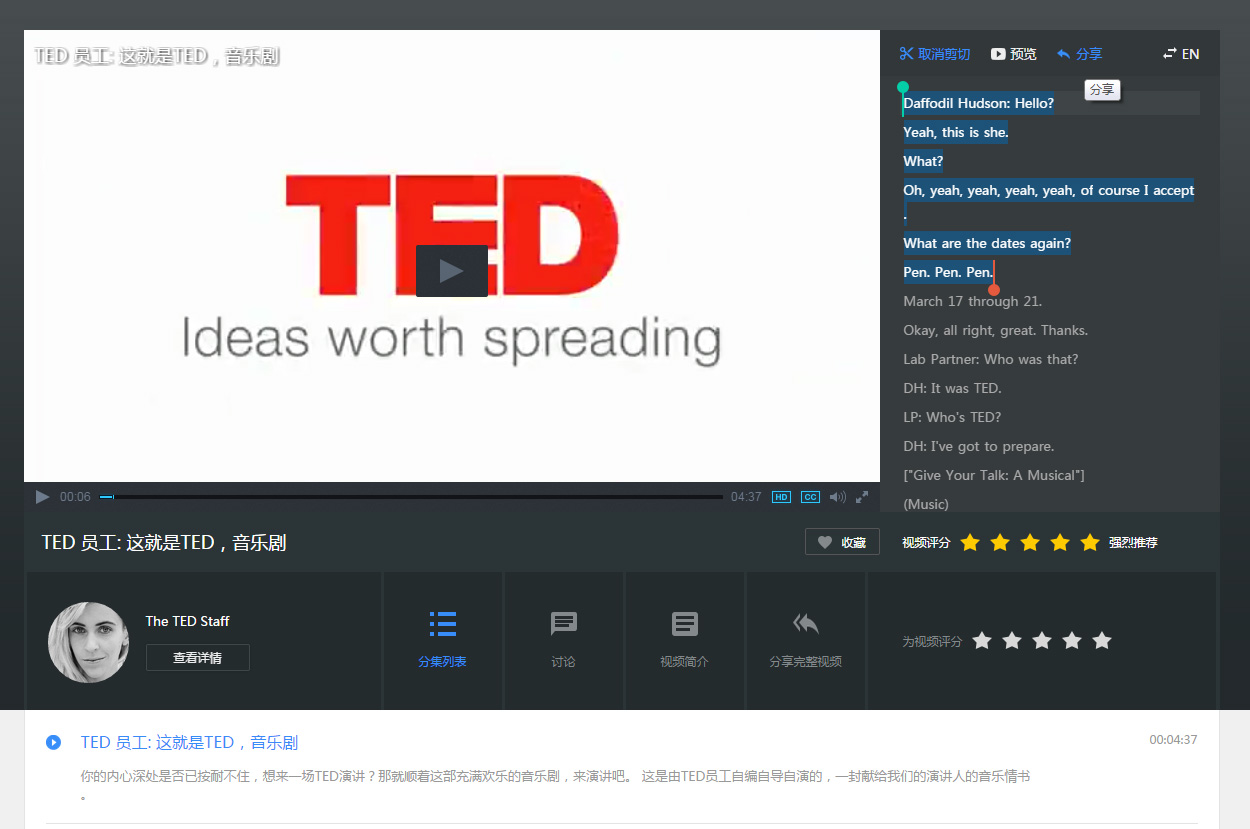 TED 员工: 这就是TED，音乐剧
取消剪切
预览
分享
EN
分享
Daffodil Hudson: Hello?
Yeah, this is she.
What?
Oh, yeah, yeah, yeah, yeah, of course I accept
.
What are the dates again?
Pen. Pen. Pen.
March 17 through 21.
Okay, all right, great. Thanks.
Lab Partner: Who was that?
DH: It was TED.
LP: Who's TED?
DH: I've got to prepare.
["Give Your Talk: A Musical"]
(Music)
TED
Ideas worth spreading
00:06
04:37
HD
CC
TED 员工: 这就是TED，音乐剧
收藏
视频评分
强烈推荐
The TED Staff
查看详情
分集列表
讨论
视频简介
分享完整视频
为视频评分
TED 员工: 这就是TED，音乐剧
00:04:37
你的内心深处是否已按耐不住，想来一场TED演讲？那就顺着这部充满欢乐的音乐剧，来演讲吧。 这是由TED员工自编自导自演的，一封献给我们的演讲人的音乐情书
。